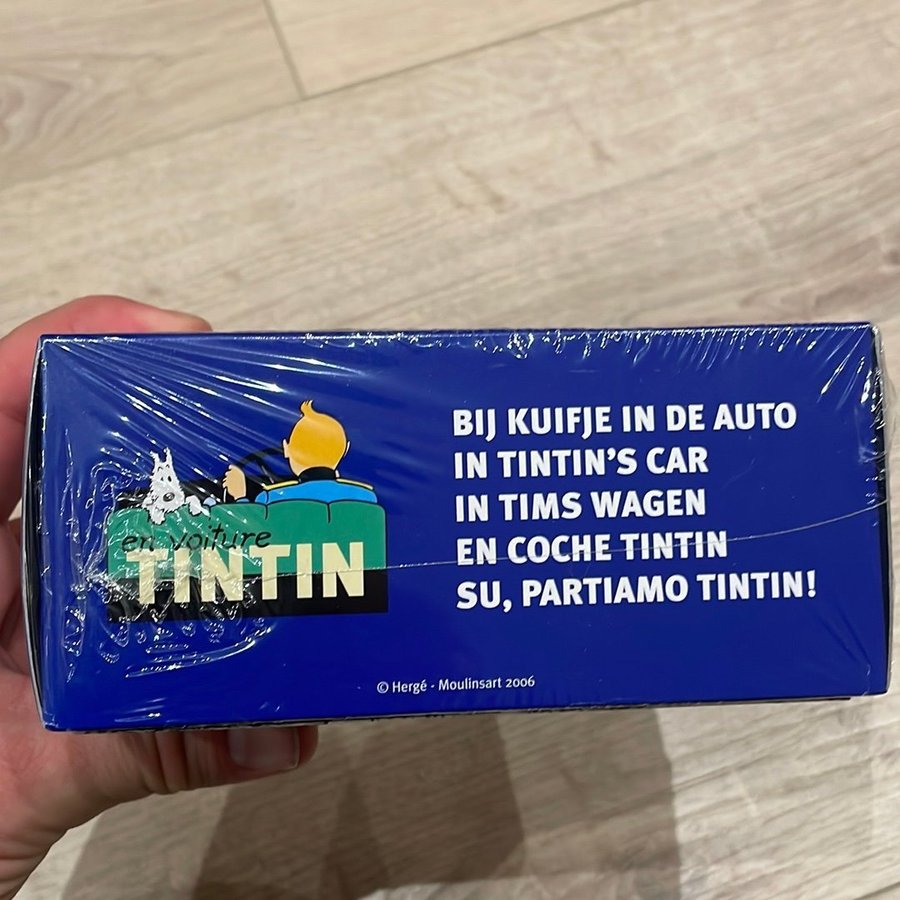 en voiture
TINTIN
BIJ KUIFJE IN DE AUTO
IN TINTIN'S CAR
IN TIMS WAGEN
EN COCHE TINTIN
SU, PARTIAMO TINTIN!
© Hergé - Moulinsart 2006